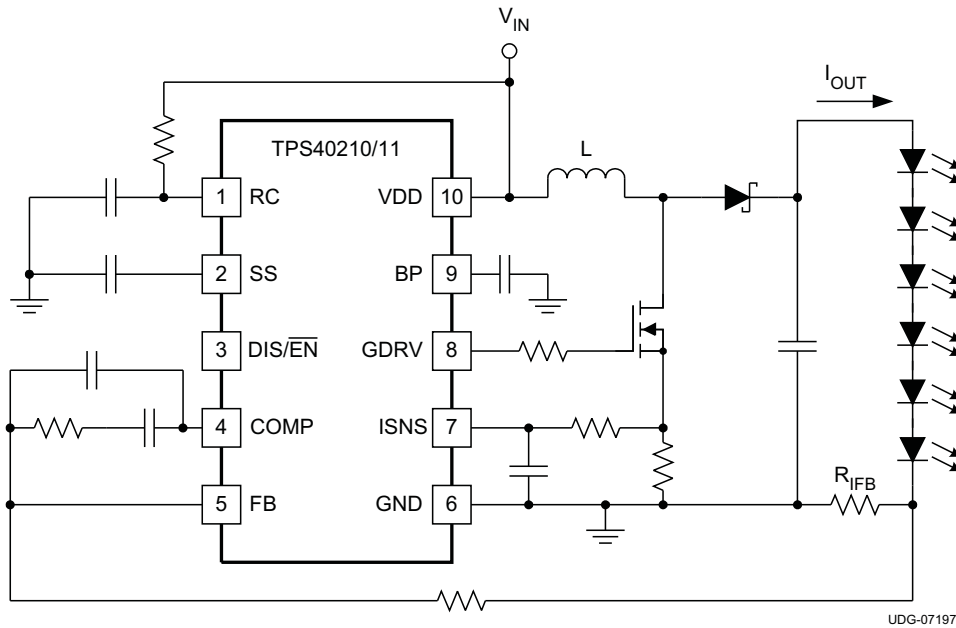 V_IN
I_OUT
TPS40210/11
L
1 RC
VDD 10
2 SS
BP 9
3 DIS/E̅N̅
GDRV 8
4 COMP
ISNS 7
R_IFB
5 FB
GND 6
UDG-07197